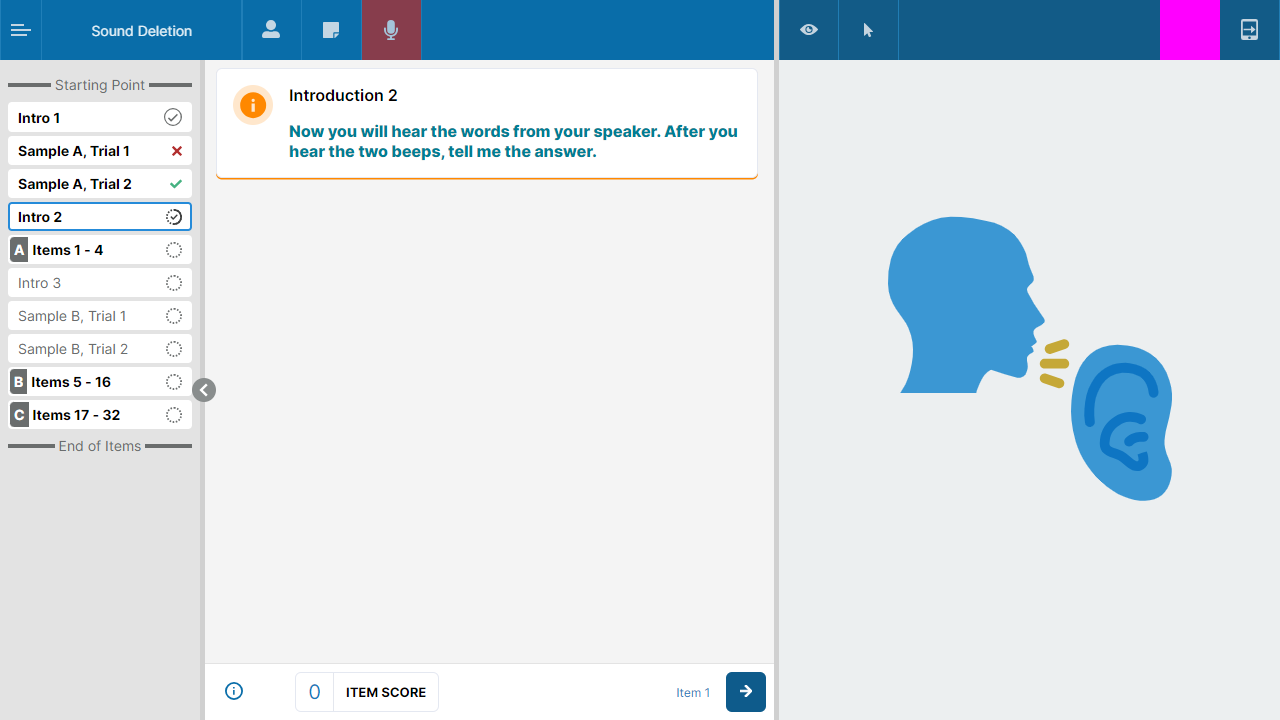 Sound Deletion
Starting Point
Intro 1
Sample A, Trial 1
Sample A, Trial 2
Intro 2
A Items 1 - 4
Intro 3
Sample B, Trial 1
Sample B, Trial 2
B Items 5 - 16
C Items 17 - 32
End of Items
Introduction 2
Now you will hear the words from your speaker. After you
hear the two beeps, tell me the answer.
0 ITEM SCORE
Item 1